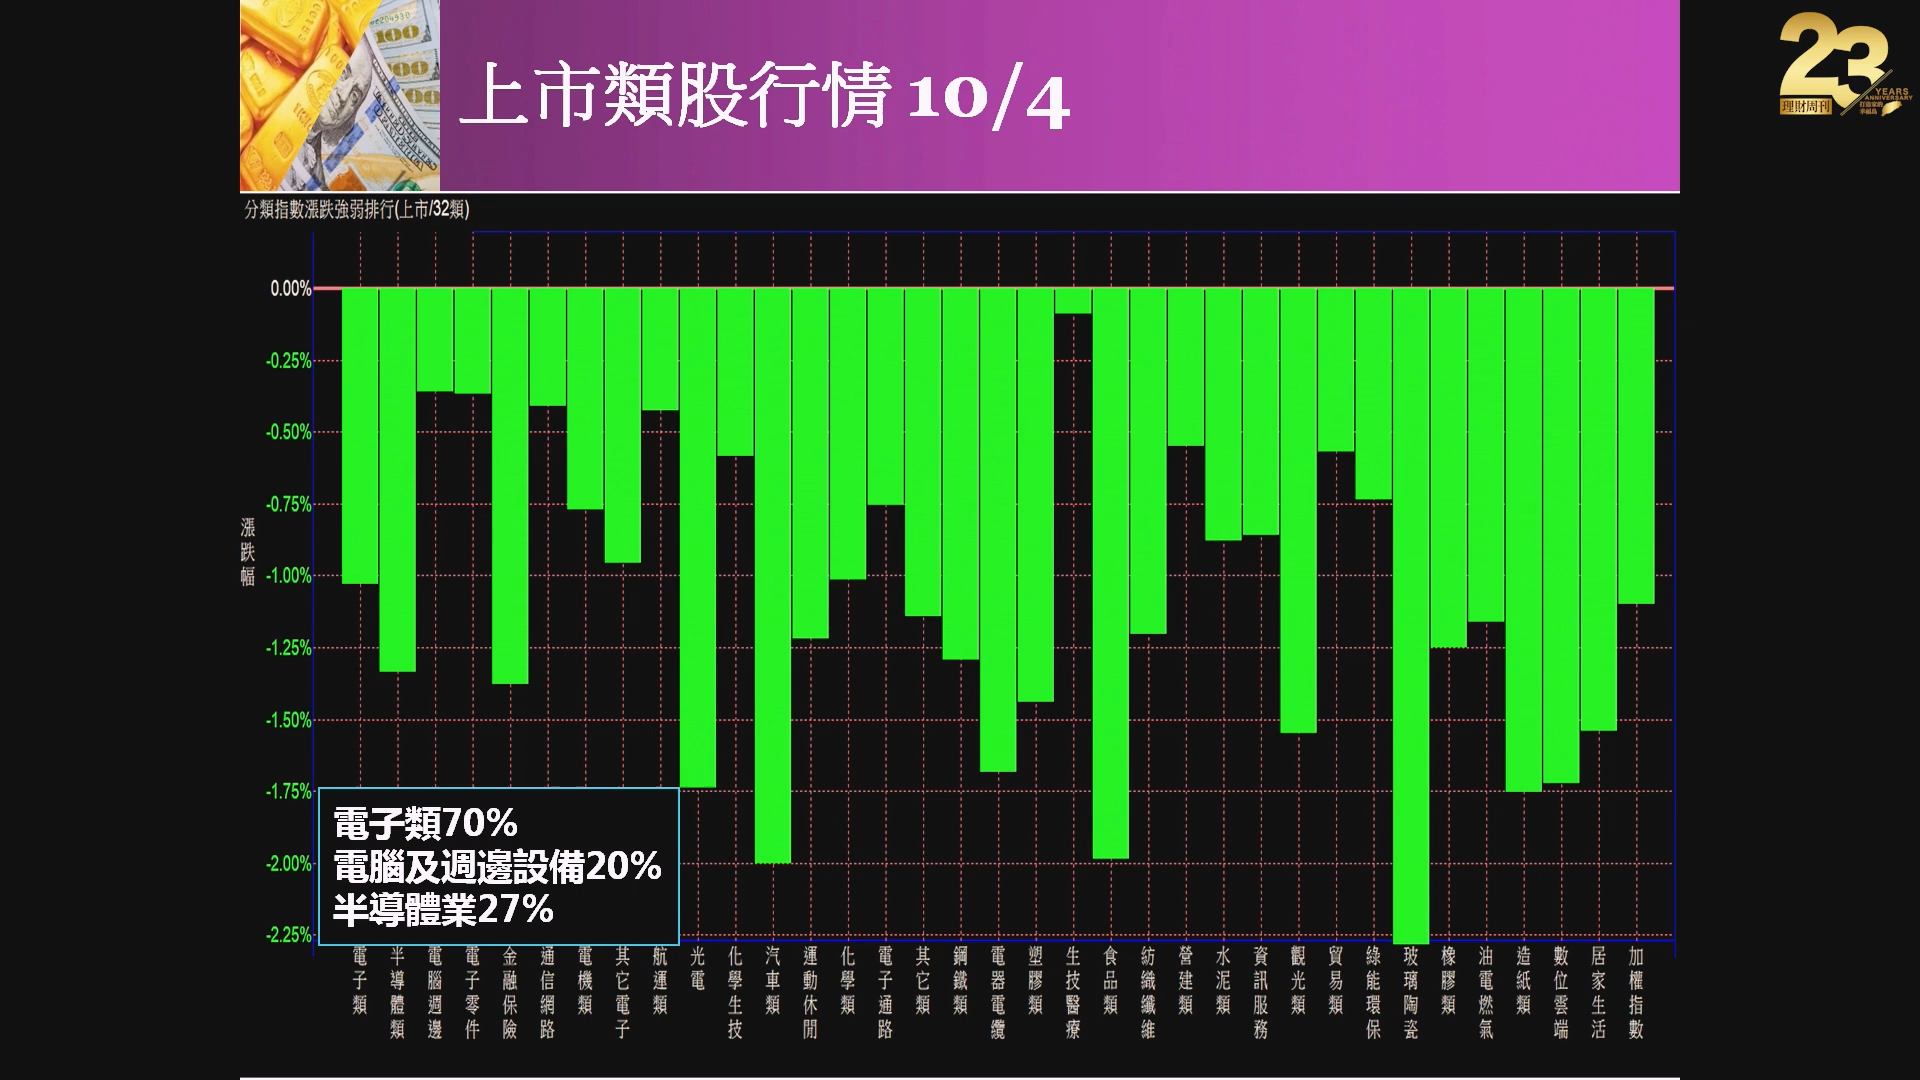 上市類股行情 10/4
23
YEARS
ANNIVERSARY
理財周刊
分類指數漲跌強弱排行(上市/32類)
0.00%
-0.25%
-0.50%
-0.75%
-1.00%
-1.25%
-1.50%
-1.75%
-2.00%
-2.25%
漲跌幅
電子類70%
電腦及週邊設備20%
半導體業27%
電子類
半導體類
電腦週邊
電子零件
金融保險
通信網路
電機類
其它電子
航運類
光電
化學生技
汽車類
運動休閒
化學類
電子通路
其它類
鋼鐵類
電器電纜
塑膠類
生技醫療
食品類
紡織纖維
營建類
水泥類
資訊服務
觀光類
貿易類
綠能環保
玻璃陶瓷
橡膠類
油電燃氣
造紙類
數位雲端
居家生活
加權指數